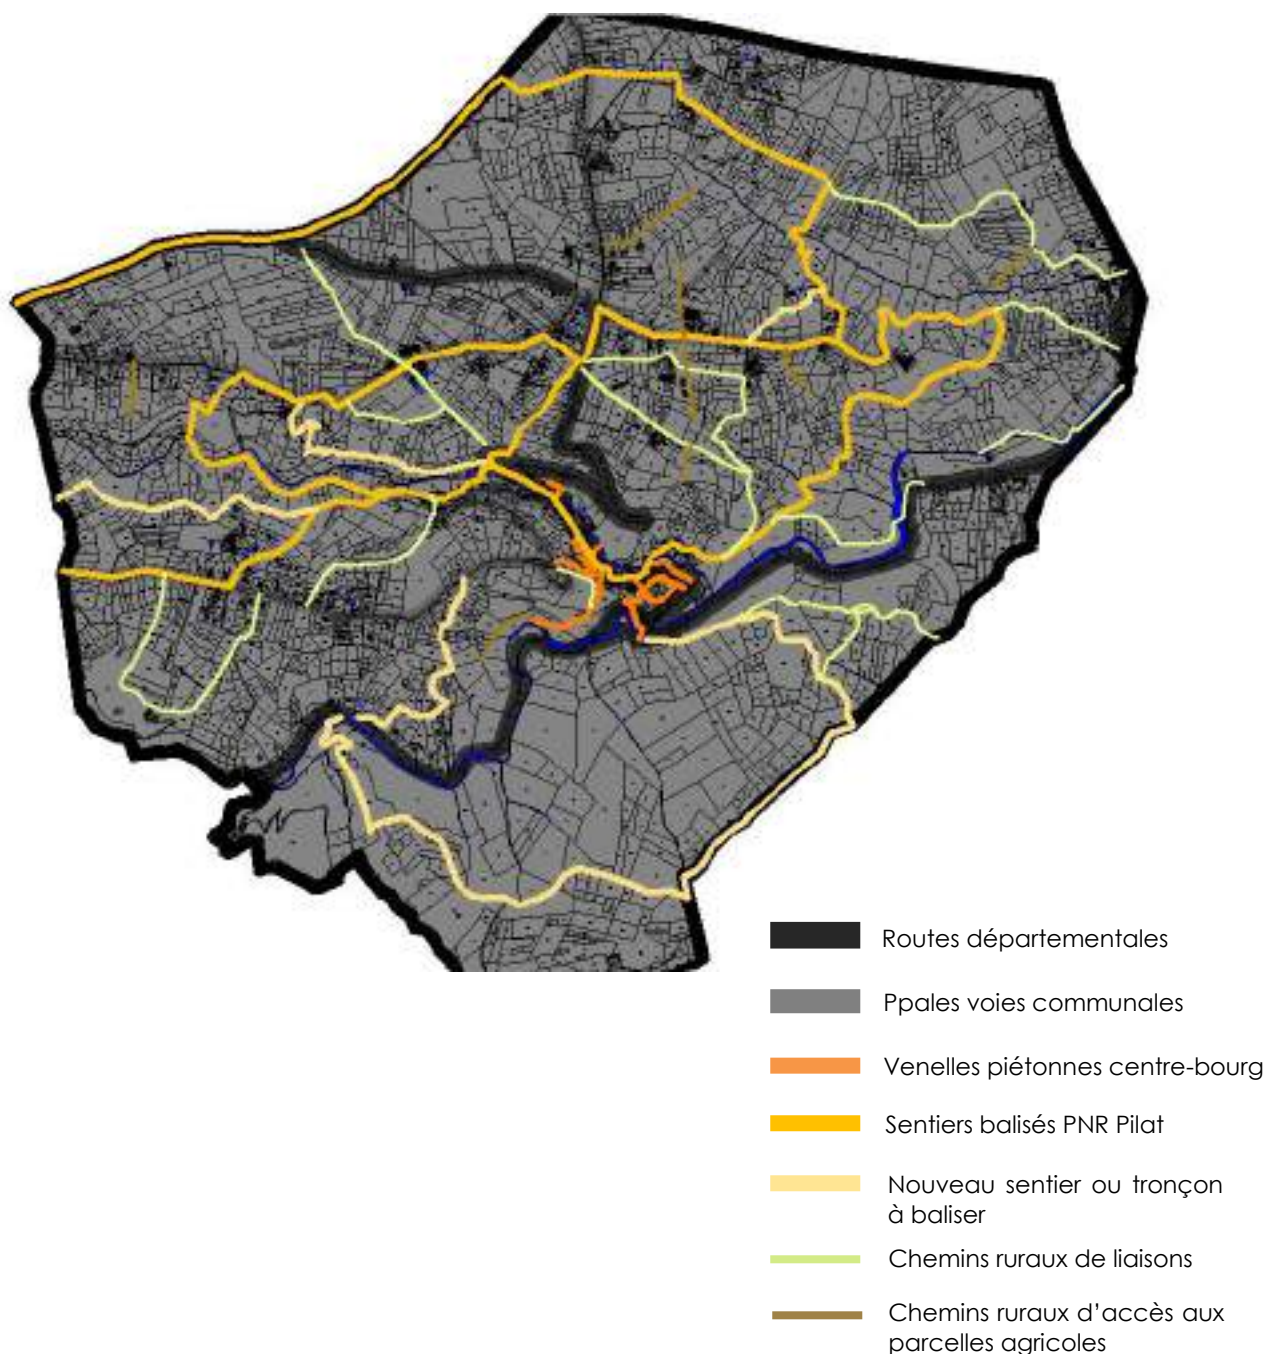 Routes départementales
Ppales voies communales
Venelles piétonnes centre-bourg
Sentiers balisés PNR Pilat
Nouveau sentier ou tronçon
à baliser
Chemins ruraux de liaisons
Chemins ruraux d’accès aux
parcelles agricoles